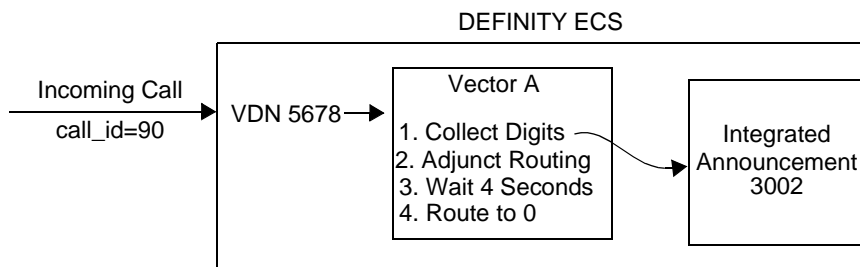 DEFINITY ECS
Incoming Call
call_id=90
VDN 5678
Vector A
1. Collect Digits
2. Adjunct Routing
3. Wait 4 Seconds
4. Route to 0
Integrated
Announcement
3002